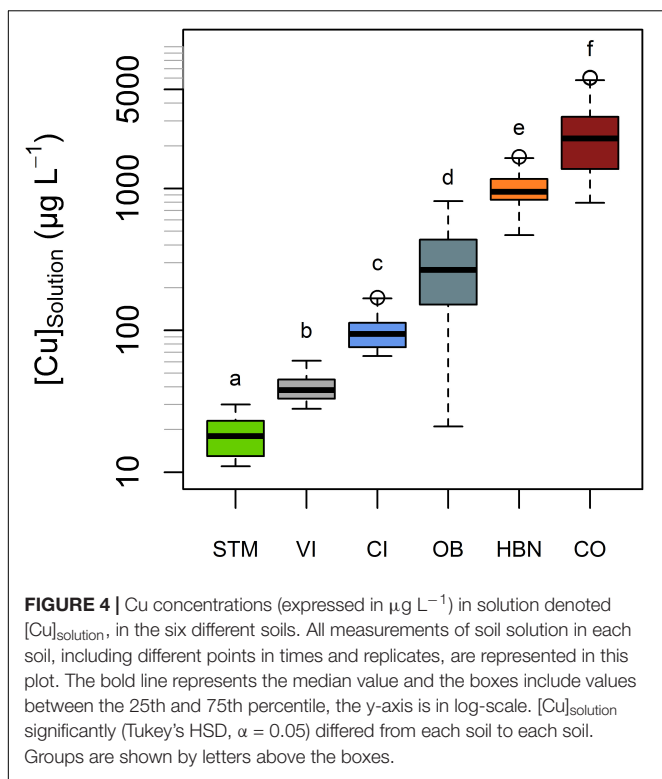 f
5000
e
d
1000
c
b
100
a
10
[Cu]Solution (µg L−1)
STM VI CI OB HBN CO
FIGURE 4 | Cu concentrations (expressed in µg L−1) in solution denoted
[Cu]solution, in the six different soils. All measurements of soil solution in each
soil, including different points in times and replicates, are represented in this
plot. The bold line represents the median value and the boxes include values
between the 25th and 75th percentile, the y-axis is in log-scale. [Cu]solution
significantly (Tukey's HSD, α = 0.05) differed from each soil to each soil.
Groups are shown by letters above the boxes.